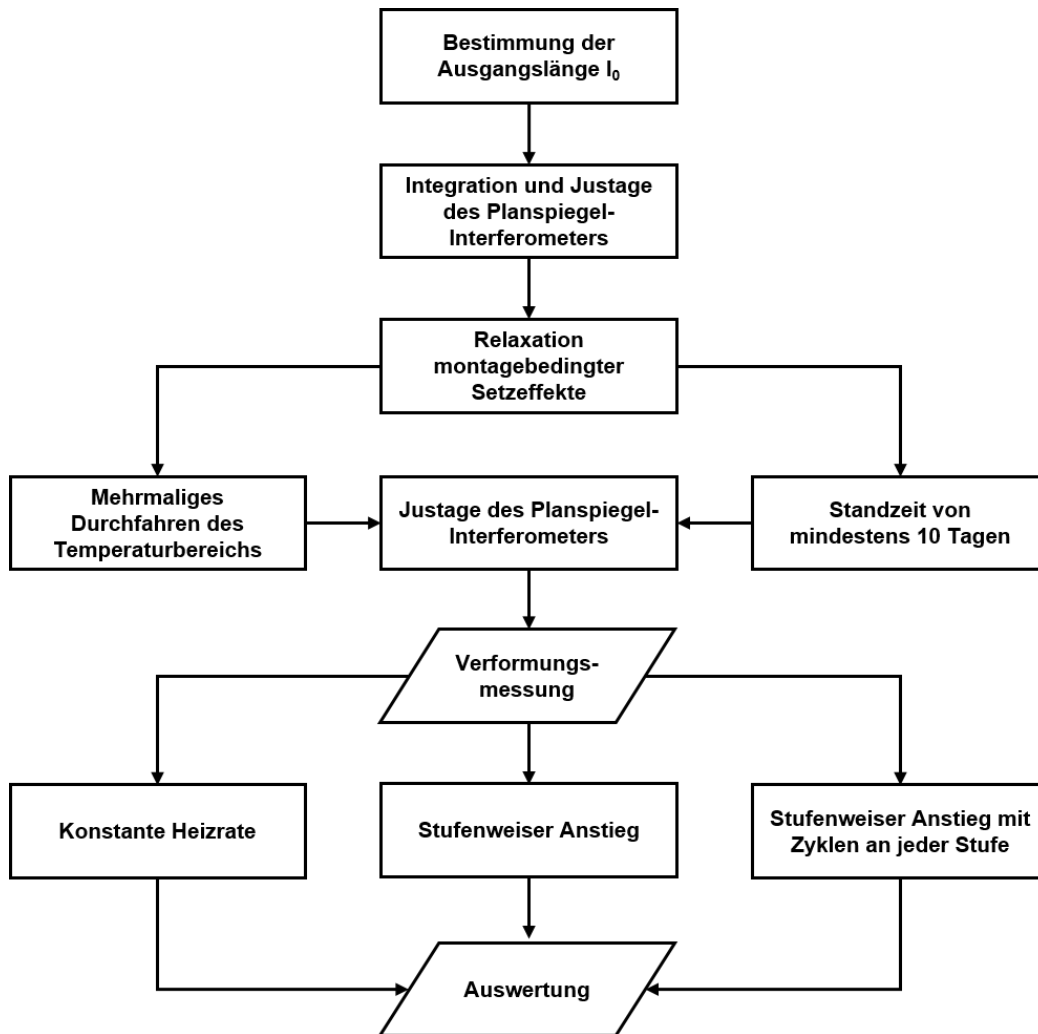 Bestimmung der
Ausgangslänge l₀
Integration und Justage
des Planspiegel-
Interferometers
Relaxation
montagebedingter
Setzeffekte
Mehrmaliges
Durchfahren des
Temperaturbereichs
Justage des Planspiegel-
Interferometers
Standzeit von
mindestens 10 Tagen
Verformungs-
messung
Konstante Heizrate
Stufenweiser Anstieg
Stufenweiser Anstieg mit
Zyklen an jeder Stufe
Auswertung